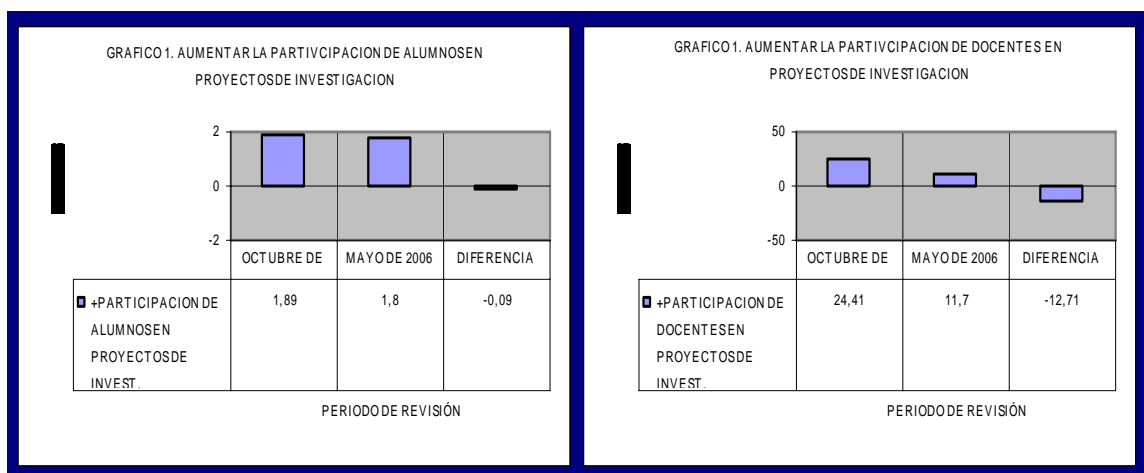 GRAFICO 1. AUMENTAR LA PARTIVCIPACION DE ALUMNOSEN
PROYECTOSDE INVESTIGACION
2
0
-2
OCTUBRE DE
MAYO DE 2006
DIFERENCIA
+PARTICIPACION DE
ALUMNOSEN
PROYECTOSDE
INVEST.
1,89
1,8
-0,09
PERIODO DE REVISIÓN
GRAFICO 1. AUMENTAR LA PARTIVCIPACION DE DOCENTES EN
PROYECTOSDE INVESTIGACION
50
0
-50
OCTUBRE DE
MAYO DE 2006
DIFERENCIA
+PARTICIPACION DE
DOCENTESEN
PROYECTOSDE
INVEST.
24,41
11,7
-12,71
PERIODO DE REVISIÓN